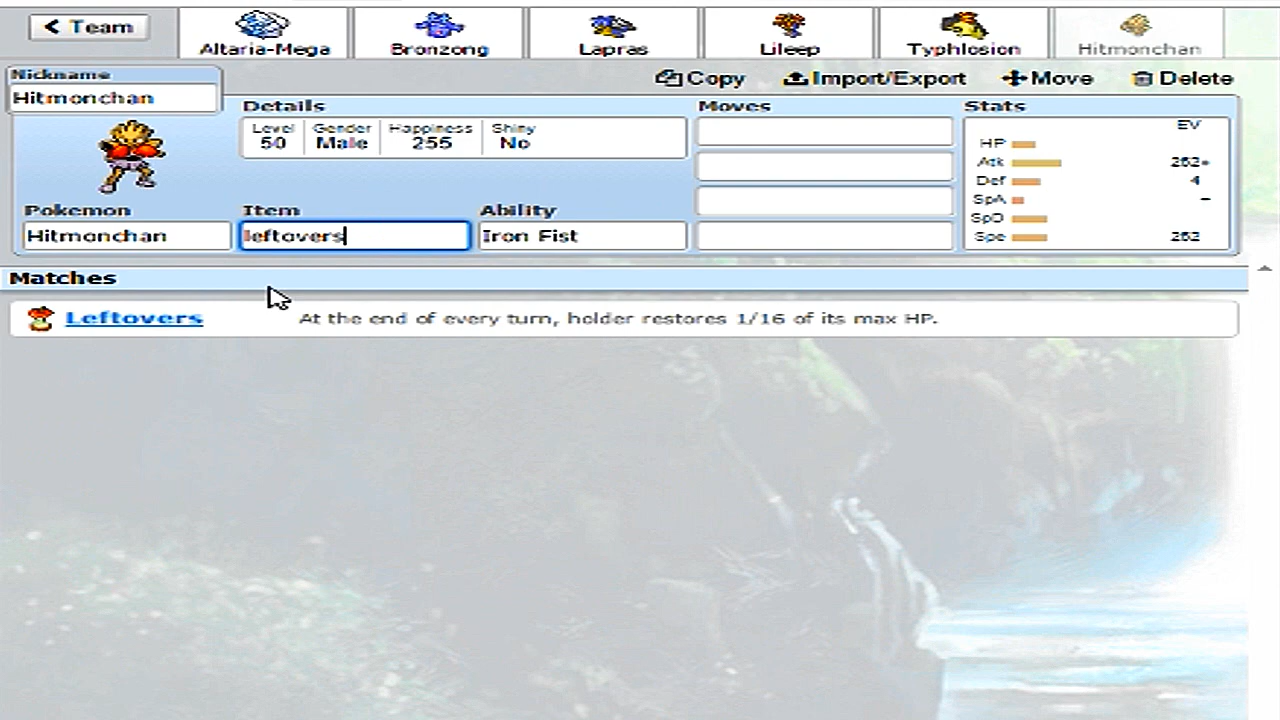 Team
Altaria-Mega
Bronzong
Lapras
Lileep
Typhlosion
Hitmonchan
Nickname
Hitmonchan
Copy
Import/Export
Move
Delete
Details
Moves
Stats
Level
Gender
Happiness
Shiny
50
Male
255
No
EV
HP
Atk 252+
Def 4
SpA −
SpD
Spe 252
Pokemon
Item
Ability
Hitmonchan
leftovers
Iron Fist
Matches
Leftovers
At the end of every turn, holder restores 1/16 of its max HP.